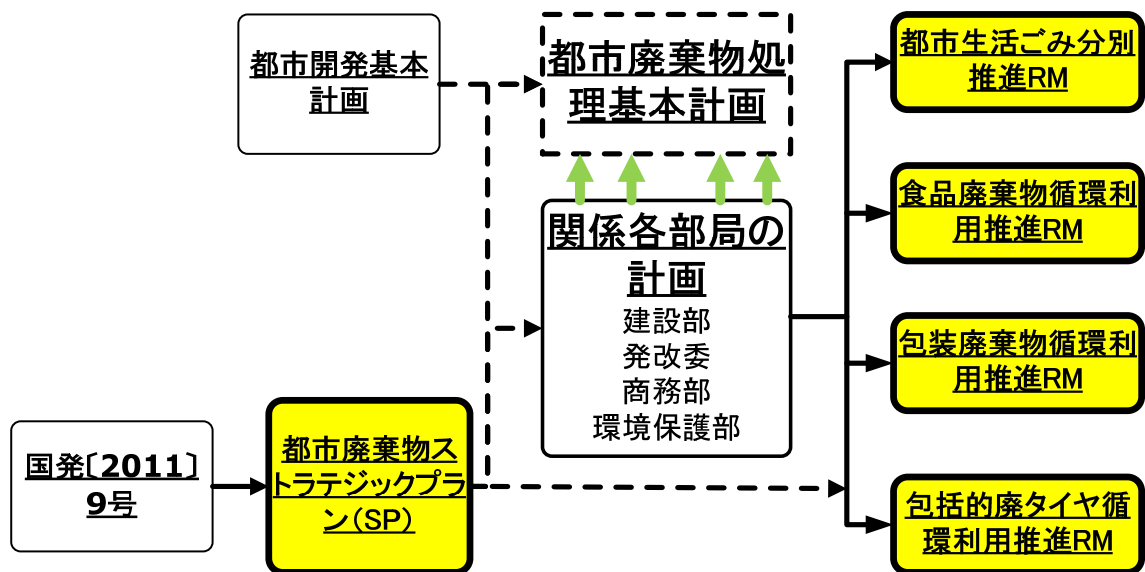 都市開発基本
計画
都市廃棄物処
理基本計画
関係各部局の
計画
建設部
発改委
商務部
環境保護部
国発〔2011〕
9号
都市廃棄物ス
トラテジックプラ
ン(SP)
都市生活ごみ分別
推進RM
食品廃棄物循環利
用推進RM
包装廃棄物循環利
用推進RM
包括的廃タイヤ循
環利用推進RM